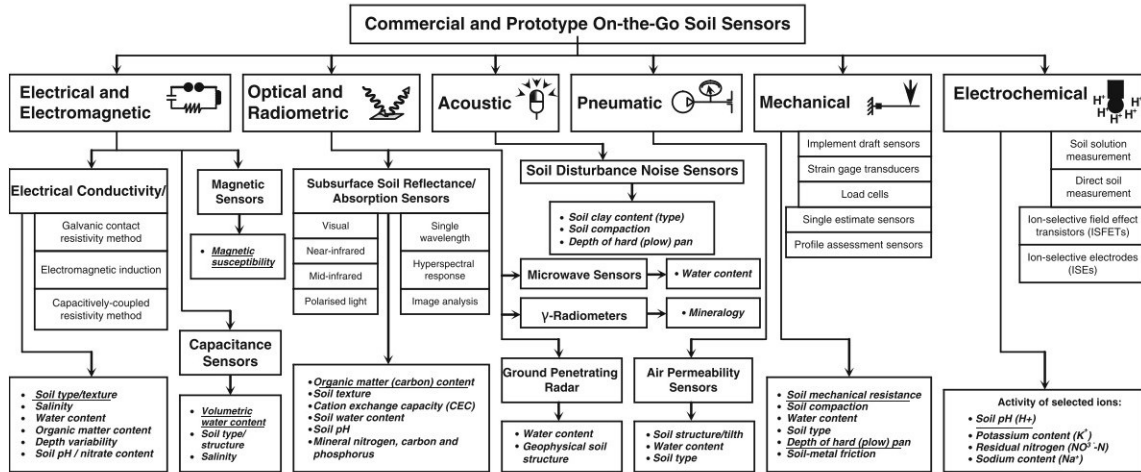 Commercial and Prototype On-the-Go Soil Sensors
Electrical and
Electromagnetic
Optical and
Radiometric
Acoustic
Pneumatic
Mechanical
Electrochemical
H+
H+
H+
H+
H+
Electrical Conductivity/
Galvanic contact
resistivity method
Electromagnetic induction
Capacitively-coupled
resistivity method
• Soil type/texture
• Salinity
• Water content
• Organic matter content
• Depth variability
• Soil pH / nitrate content
Magnetic
Sensors
• Magnetic
susceptibility
Capacitance
Sensors
• Volumetric
water content
• Soil type/
structure
• Salinity
Subsurface Soil Reflectance/
Absorption Sensors
Visual
Near-infrared
Mid-infrared
Polarised light
Single
wavelength
Hyperspectral
response
Image analysis
• Organic matter (carbon) content
• Soil texture
• Cation exchange capacity (CEC)
• Soil water content
• Soil pH
• Mineral nitrogen, carbon and
phosphorus
Soil Disturbance Noise Sensors
• Soil clay content (type)
• Soil compaction
• Depth of hard (plow) pan
Microwave Sensors
• Water content
γ-Radiometers
• Mineralogy
Ground Penetrating
Radar
• Water content
• Geophysical soil
structure
Air Permeability
Sensors
• Soil structure/tilth
• Water content
• Soil type
Implement draft sensors
Strain gage transducers
Load cells
Single estimate sensors
Profile assessment sensors
• Soil mechanical resistance
• Soil compaction
• Water content
• Soil type
• Depth of hard (plow) pan
• Soil-metal friction
Soil solution
measurement
Direct soil
measurement
Ion-selective field effect
transistors (ISFETs)
Ion-selective electrodes
(ISEs)
Activity of selected ions:
• Soil pH (H+)
• Potassium content (K+)
• Residual nitrogen (NO3--N)
• Sodium content (Na+)